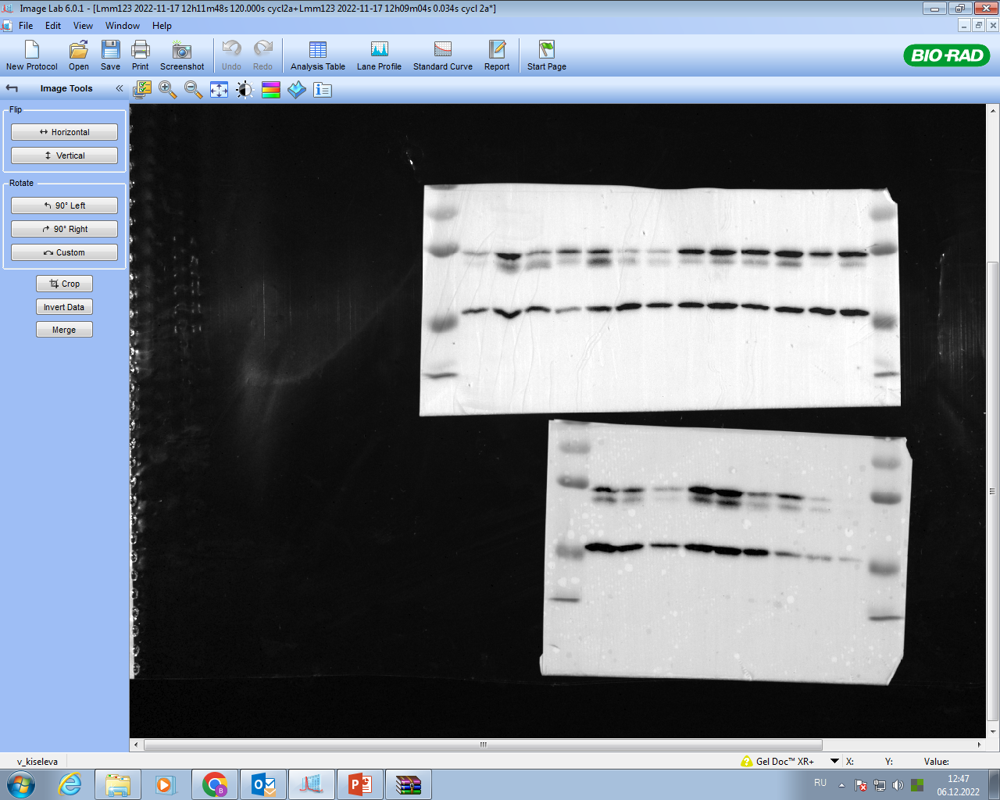 Image Lab 6.0.1 - [Lmm123 2022-11-17 12h11m48s 120.000s cycl2a+Lmm123 2022-11-17 12h09m04s 0.034s cycl 2a*]
File Edit View Window Help
New Protocol Open Save Print Screenshot Undo Redo Analysis Table Lane Profile Standard Curve Report Start Page
BIO-RAD
Image Tools
Flip
Horizontal
Vertical
Rotate
90° Left
90° Right
Custom
Crop
Invert Data
Merge
v_kiseleva
Gel Doc™ XR+ X: Y: Value:
RU
12:47
06.12.2022